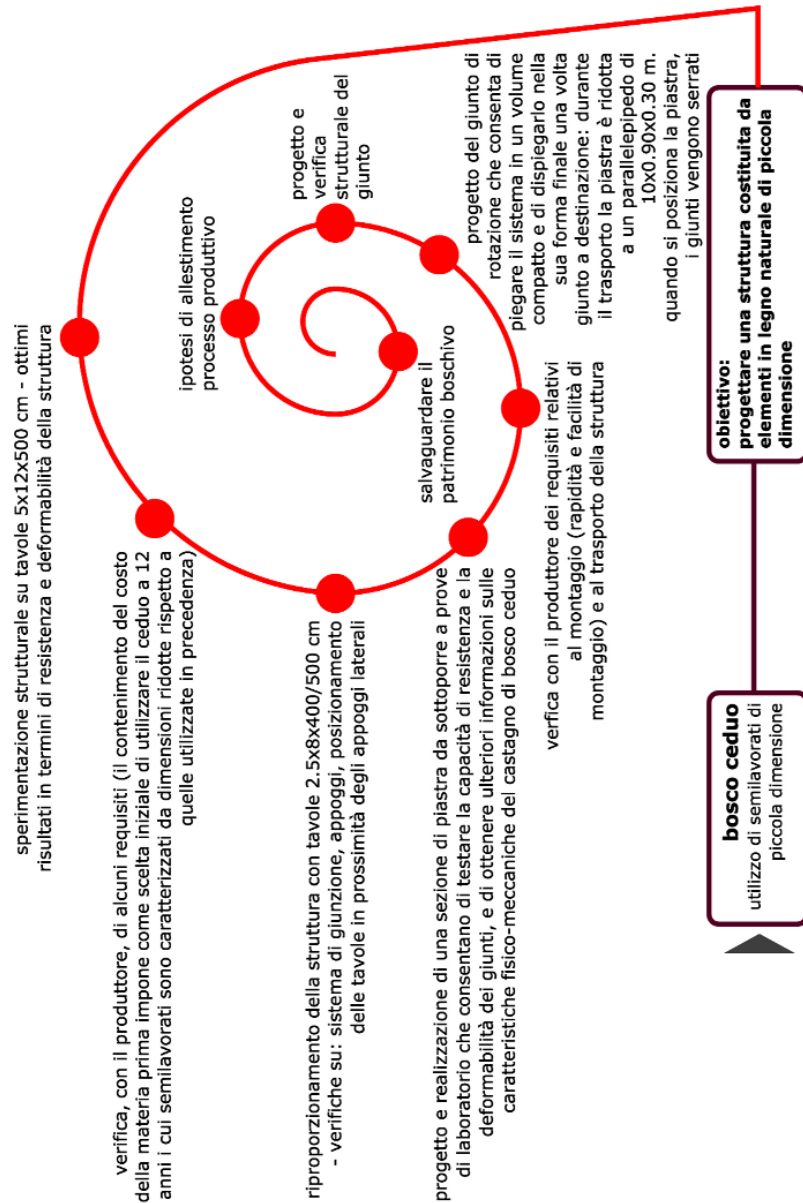 sperimentazione strutturale su tavole 5x12x500 cm - ottimi
risultati in termini di resistenza e deformabilità della struttura
verifica, con il produttore, di alcuni requisiti (il contenimento del costo
della materia prima impone come scelta iniziale di utilizzare il ceduo a 12
anni i cui semilavorati sono caratterizzati da dimensioni ridotte rispetto a
quelle utilizzate in precedenza)
riproporzionamento della struttura con tavole 2.5x8x400/500 cm
- verifiche su: sistema di giunzione, appoggi, posizionamento
delle tavole in prossimità degli appoggi laterali
progetto e realizzazione di una sezione di piastra da sottoporre a prove
di laboratorio che consentano di testare la capacità di resistenza e la
deformabilità dei giunti, e di ottenere ulteriori informazioni sulle
caratteristiche fisico-meccaniche del castagno di bosco ceduo
verfica con il produttore dei requisiti relativi
al montaggio (rapidità e facilità di
montaggio) e al trasporto della struttura
progetto del giunto di
rotazione che consenta di
piegare il sistema in un volume
compatto e di dispiegarlo nella
sua forma finale una volta
giunto a destinazione: durante
il trasporto la piastra è ridotta
a un parallelepipedo di
10x0.90x0.30 m.
quando si posiziona la piastra,
i giunti vengono serrati
progetto e
verifica
strutturale del
giunto
ipotesi di allestimento
processo produttivo
salvaguardare il
patrimonio boschivo
bosco ceduo
utilizzo di semilavorati di
piccola dimensione
obiettivo:
progettare una struttura costituita da
elementi in legno naturale di piccola
dimensione